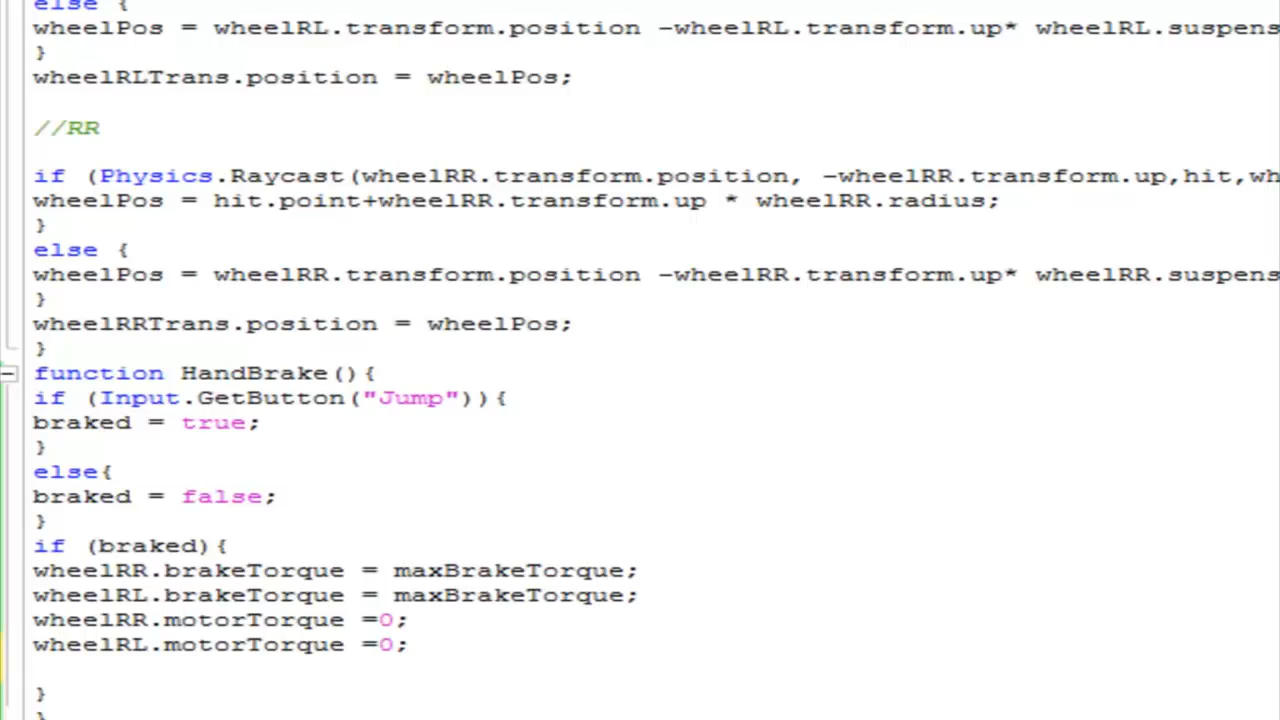 else {
wheelPos = wheelRL.transform.position -wheelRL.transform.up* wheelRL.suspens
}
wheelRLTrans.position = wheelPos;
//RR
if (Physics.Raycast(wheelRR.transform.position, -wheelRR.transform.up,hit,wh
wheelPos = hit.point+wheelRR.transform.up * wheelRR.radius;
}
else {
wheelPos = wheelRR.transform.position -wheelRR.transform.up* wheelRR.suspens
}
wheelRRTrans.position = wheelPos;
}
function HandBrake(){
if (Input.GetButton("Jump")){
braked = true;
}
else{
braked = false;
}
if (braked){
wheelRR.brakeTorque = maxBrakeTorque;
wheelRL.brakeTorque = maxBrakeTorque;
wheelRR.motorTorque =0;
wheelRL.motorTorque =0;
}
}